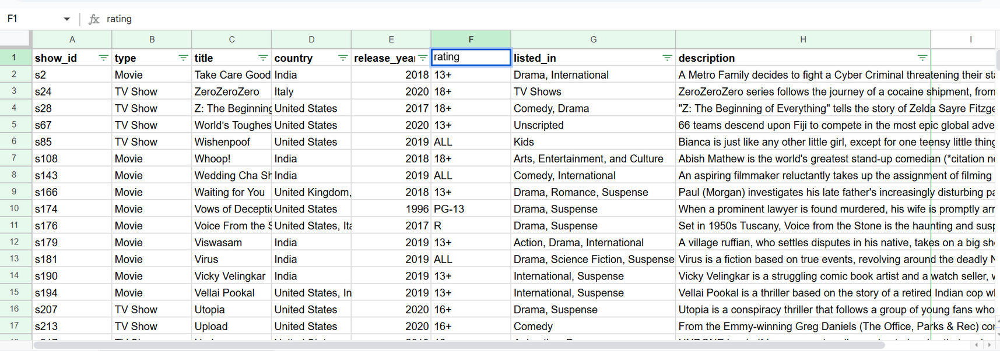 F1 fx rating
A B C D E F G H I
1 show_id type title country release_year rating listed_in description
2 s2 Movie Take Care Good India 2018 13+ Drama, International A Metro Family decides to fight a Cyber Criminal threatening their sta
3 s24 TV Show ZeroZeroZero Italy 2020 18+ TV Shows ZeroZeroZero series follows the journey of a cocaine shipment, from
4 s28 TV Show Z: The Beginning United States 2017 18+ Comedy, Drama "Z: The Beginning of Everything" tells the story of Zelda Sayre Fitzge
5 s67 TV Show World's Toughes United States 2020 13+ Unscripted 66 teams descend upon Fiji to compete in the most epic global adve
6 s85 TV Show Wishenpoof United States 2019 ALL Kids Bianca is just like any other little girl, except for one teensy little thing
7 s108 Movie Whoop! India 2018 18+ Arts, Entertainment, and Culture Abish Mathew is the world's greatest stand-up comedian (*citation ne
8 s143 Movie Wedding Cha Sh India 2019 ALL Comedy, International An aspiring filmmaker reluctantly takes up the assignment of filming
9 s166 Movie Waiting for You United Kingdom, 2018 13+ Drama, Romance, Suspense Paul (Morgan) investigates his late father's increasingly disturbing pa
10 s174 Movie Vows of Deceptic United States 1996 PG-13 Drama, Suspense When a prominent lawyer is found murdered, his wife is promptly arr
11 s176 Movie Voice From the S United States, Ita 2017 R Drama, Suspense Set in 1950s Tuscany, Voice from the Stone is the haunting and susp
12 s179 Movie Viswasam India 2019 13+ Action, Drama, International A village ruffian, who settles disputes in his native, takes on a big sh
13 s181 Movie Virus India 2019 ALL Drama, Science Fiction, Suspense Virus is a fiction based on true events, revolving around the deadly N
14 s190 Movie Vicky Velingkar India 2019 13+ International, Suspense Vicky Velingkar is a struggling comic book artist and a watch seller, w
15 s194 Movie Vellai Pookal United States, In 2019 13+ International, Suspense Vellai Pookal is a thriller based on the story of a retired Indian cop wh
16 s207 TV Show Utopia United States 2020 16+ Drama, Suspense Utopia is a conspiracy thriller that follows a group of young fans who
17 s213 TV Show Upload United States 2020 16+ Comedy From the Emmy-winning Greg Daniels (The Office, Parks & Rec) co